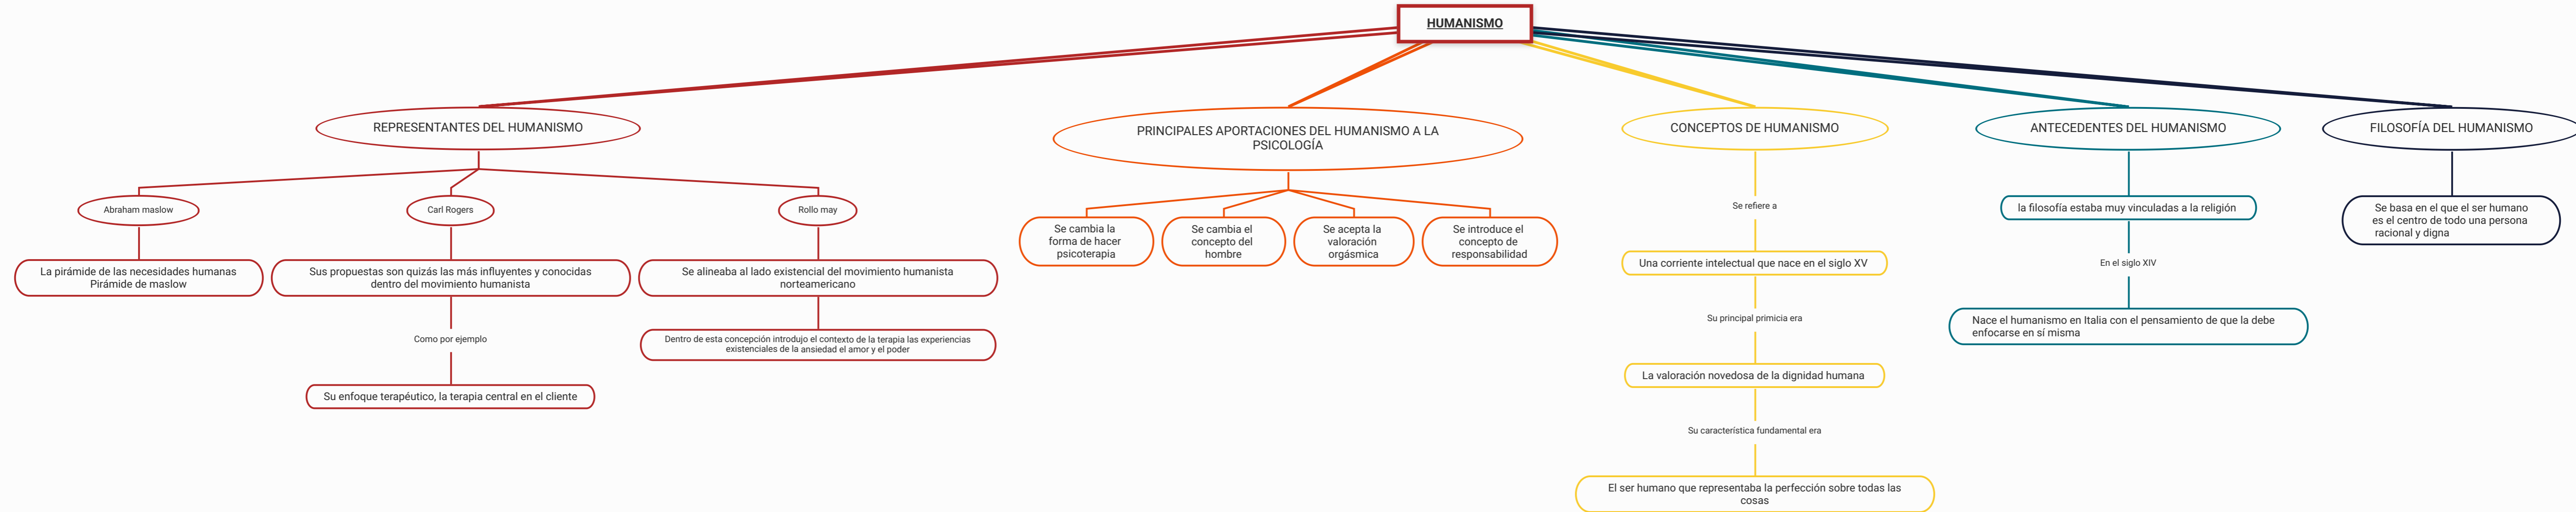 HUMANISMO
REPRESENTANTES DEL HUMANISMO
Abraham maslow
La pirámide de las necesidades humanas
Pirámide de maslow
Carl Rogers
Sus propuestas son quizás las más influyentes y conocidas
dentro del movimiento humanista
Como por ejemplo
Su enfoque terapéutico, la terapia central en el cliente
Rollo may
Se alineaba al lado existencial del movimiento humanista
norteamericano
Dentro de esta concepción introdujo el contexto de la terapia las experiencias
existenciales de la ansiedad el amor y el poder
PRINCIPALES APORTACIONES DEL HUMANISMO A LA
PSICOLOGÍA
Se cambia la
forma de hacer
psicoterapia
Se cambia el
concepto del
hombre
Se acepta la
valoración
orgásmica
Se introduce el
concepto de
responsabilidad
CONCEPTOS DE HUMANISMO
Se refiere a
Una corriente intelectual que nace en el siglo XV
Su principal primicia era
La valoración novedosa de la dignidad humana
Su característica fundamental era
El ser humano que representaba la perfección sobre todas las
cosas
ANTECEDENTES DEL HUMANISMO
la filosofía estaba muy vinculadas a la religión
En el siglo XIV
Nace el humanismo en Italia con el pensamiento de que la debe
enfocarse en sí misma
FILOSOFÍA DEL HUMANISMO
Se basa en el que el ser humano
es el centro de todo una persona
racional y digna